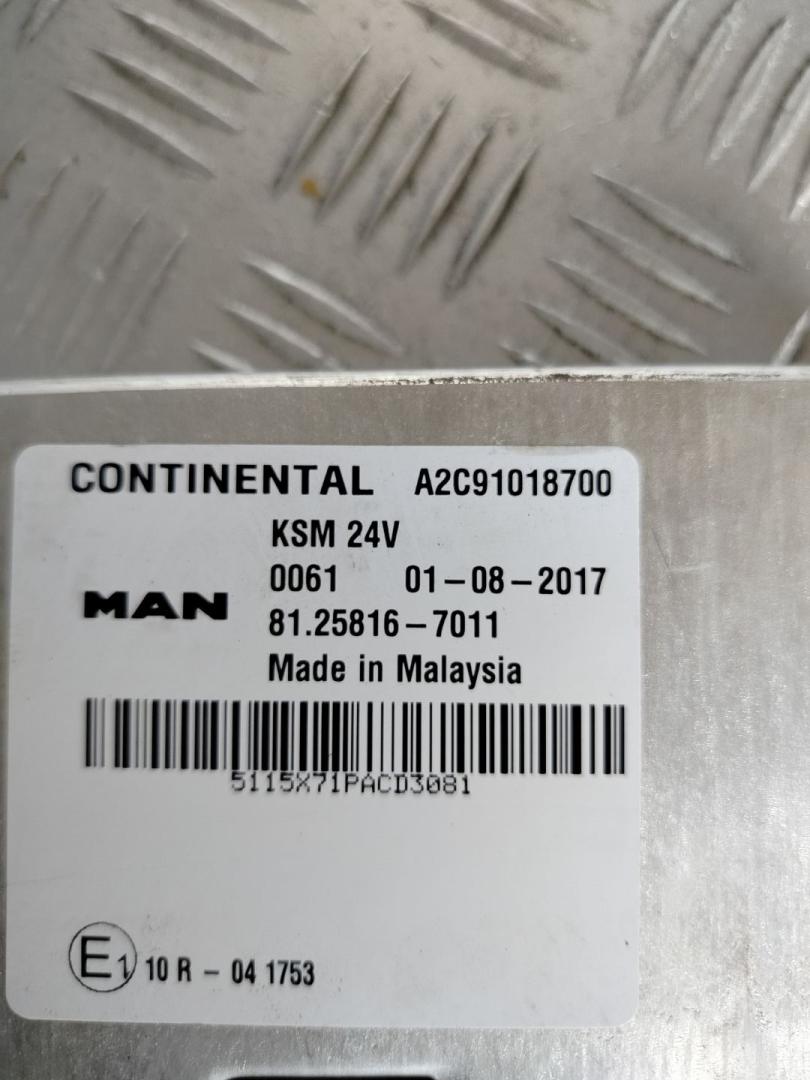 CONTINENTAL A2C91018700
KSM 24V
0061 01-08-2017
MAN 81.25816-7011
Made in Malaysia
5115X71PACD3081
E1 10 R - 04 1753